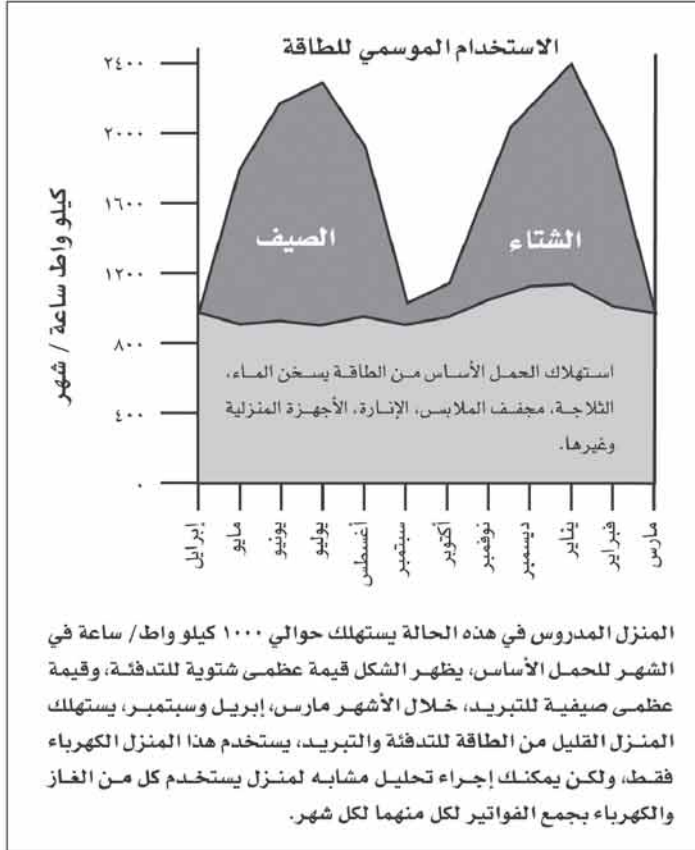 الاستخدام الموسمي للطاقة
كيلو واط ساعة / شهر
٢٤٠٠
٢٠٠٠
١٦٠٠
١٢٠٠
٨٠٠
٤٠٠
٠
الصيف
الشتاء
استهلاك الحمل الأساس من الطاقة يسخن الماء،
الثلاجة، مجفف الملابس، الإنارة، الأجهزة المنزلية
وغيرها.
إبرايل
مايو
يونيو
يوليو
أغسطس
سبتمبر
أكتوبر
نوفمبر
ديسمبر
يناير
فبراير
مارس
المنزل المدروس في هذه الحالة يستهلك حوالي ١٠٠٠ كيلو واط/ ساعة في
الشهر للحمل الأساس، يظهر الشكل قيمة عظمى شتوية للتدفئة، وقيمة
عظمى صيفية للتبريد، خلال الأشهر مارس، إبريل وسبتمبر، يستهلك
المنزل القليل من الطاقة للتدفئة والتبريد، يستخدم هذا المنزل الكهرباء
فقط، ولكن يمكنك إجراء تحليل مشابه لمنزل يستخدم كل من الغاز
والكهرباء بجمع الفواتير لكل منهما لكل شهر.